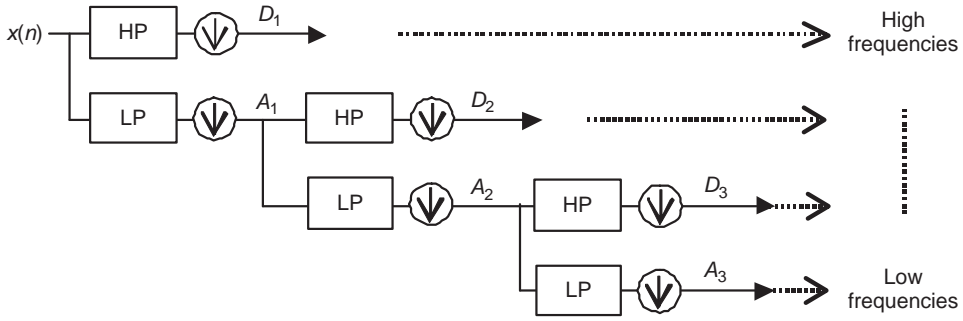 x(n)
HP
D₁
High
frequencies
LP
A₁
HP
D₂
LP
A₂
HP
D₃
LP
A₃
Low
frequencies